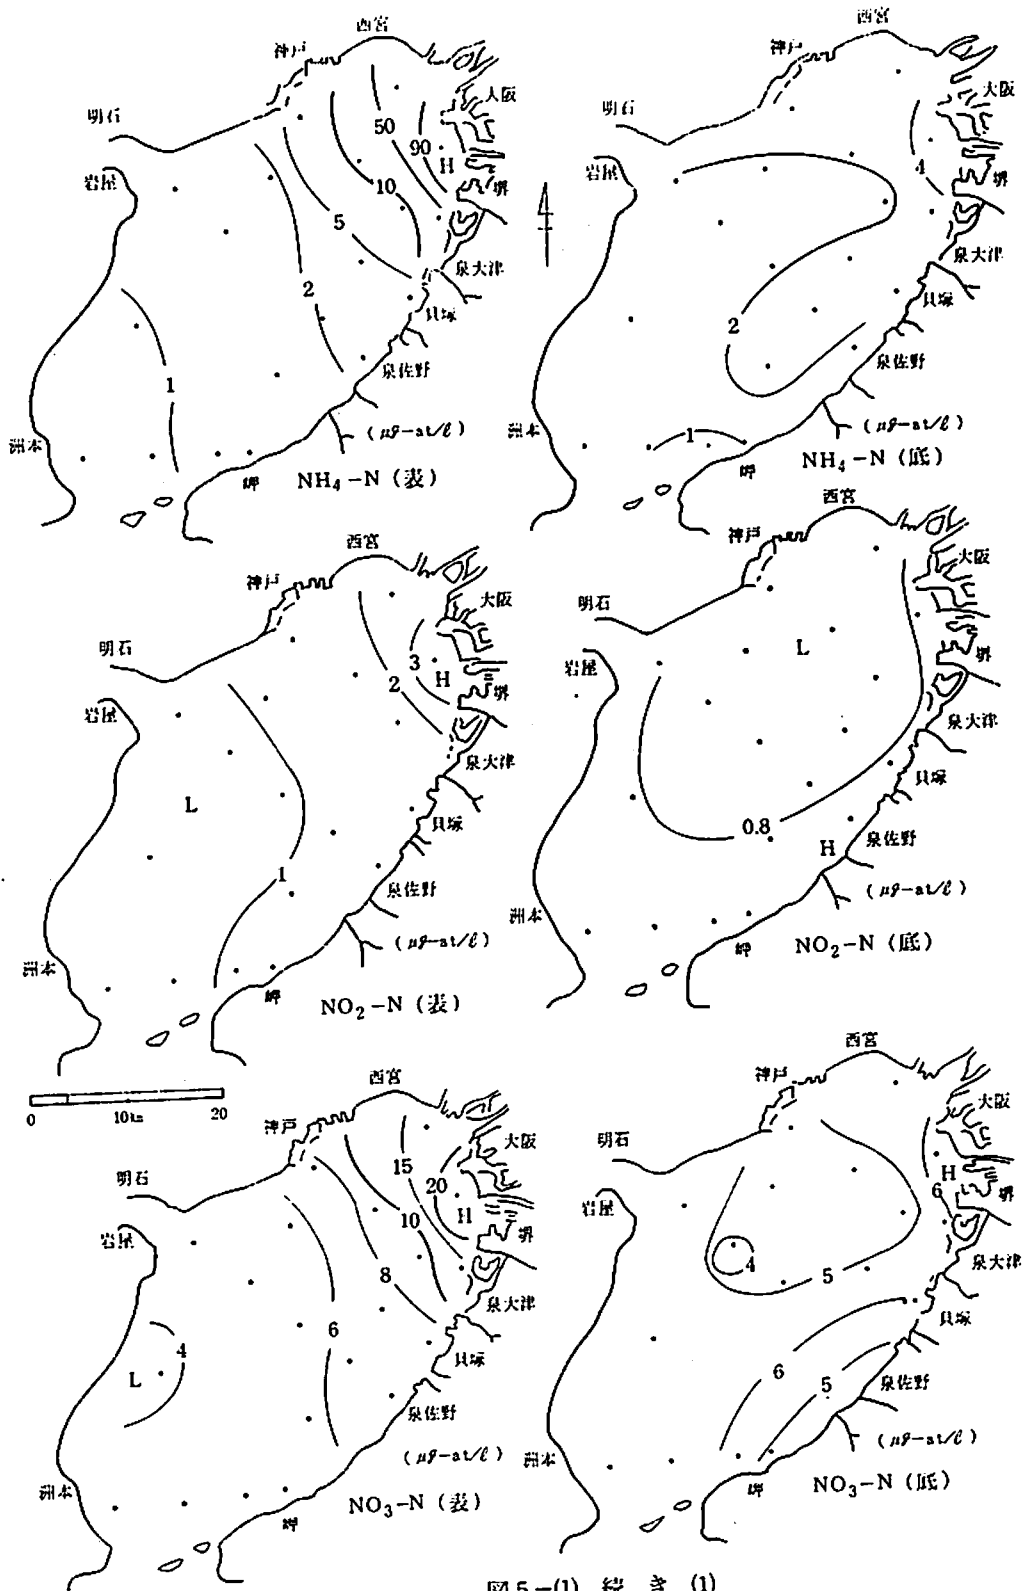 西宮
神戸
大阪
明石
50
90
H
岩屋
堺
10
5
泉大津
2
貝塚
泉佐野
1
(μg-at/ℓ)
洲本
岬
NH₄-N (表)
西宮
神戸
大阪
明石
4
岩屋
堺
泉大津
貝塚
2
泉佐野
(μg-at/ℓ)
洲本
1
岬
NH₄-N (底)
西宮
神戸
大阪
明石
3
H
2
堺
岩屋
泉大津
L
貝塚
1
泉佐野
(μg-at/ℓ)
洲本
岬
NO₂-N (表)
西宮
神戸
大阪
明石
L
堺
岩屋
泉大津
貝塚
0.8
H
泉佐野
(μg-at/ℓ)
洲本
岬
NO₂-N (底)
0
10km
20
西宮
神戸
大阪
明石
15
20
H
10
堺
岩屋
8
泉大津
6
4
貝塚
L
泉佐野
(μg-at/ℓ)
洲本
NO₃-N (表)
岬
西宮
神戸
大阪
明石
H
6
堺
岩屋
4
5
泉大津
貝塚
6
5
泉佐野
(μg-at/ℓ)
洲本
岬
NO₃-N (底)
図5-(1) 続き (1)